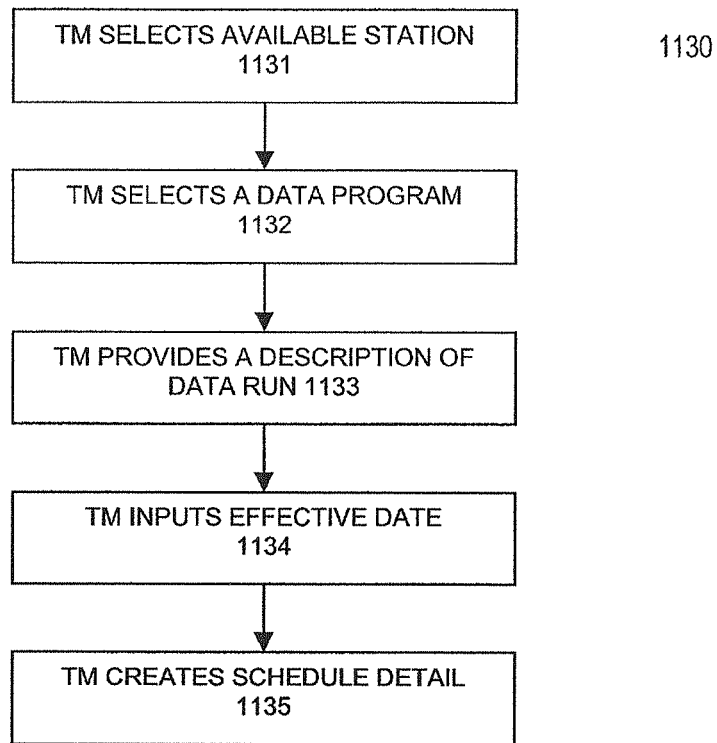 TM SELECTS AVAILABLE STATION
1131
1130
TM SELECTS A DATA PROGRAM
1132
TM PROVIDES A DESCRIPTION OF
DATA RUN 1133
TM INPUTS EFFECTIVE DATE
1134
TM CREATES SCHEDULE DETAIL
1135